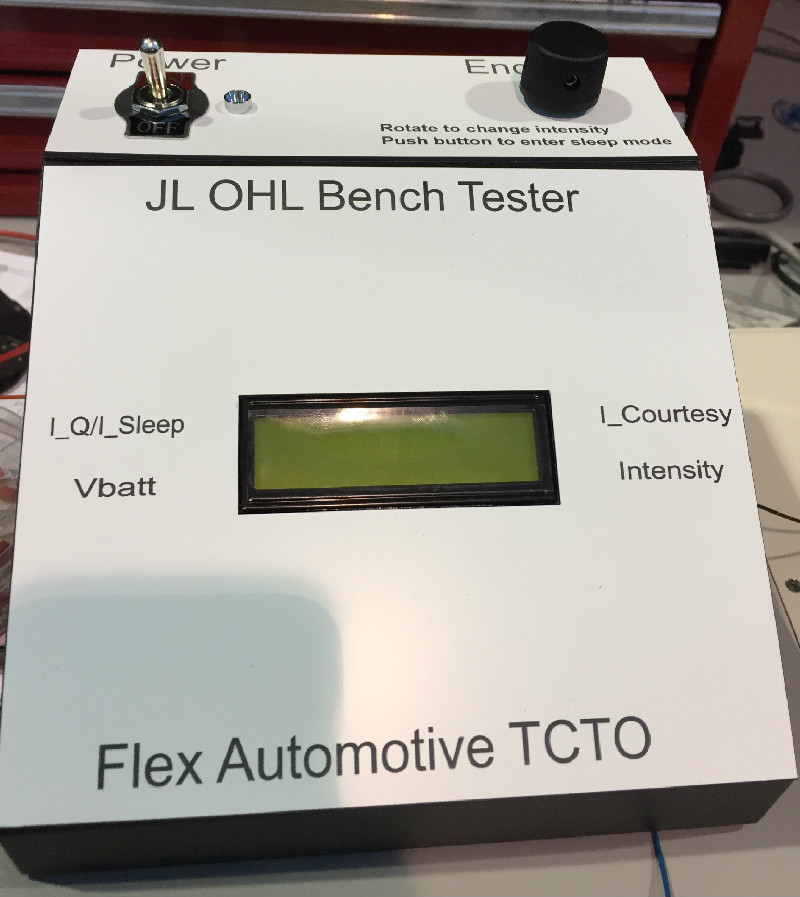 Power
OFF
Rotate to change intensity
Push button to enter sleep mode
JL OHL Bench Tester
I_Q/I_Sleep
I_Courtesy
Vbatt
Intensity
Flex Automotive TCTO